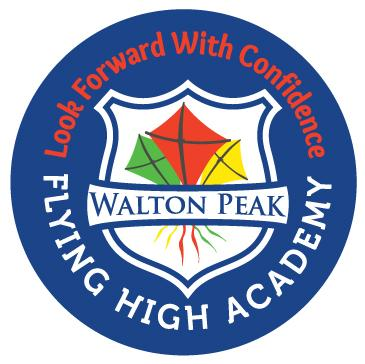 Look Forward With Confidence
WALTON PEAK
FLYING HIGH ACADEMY